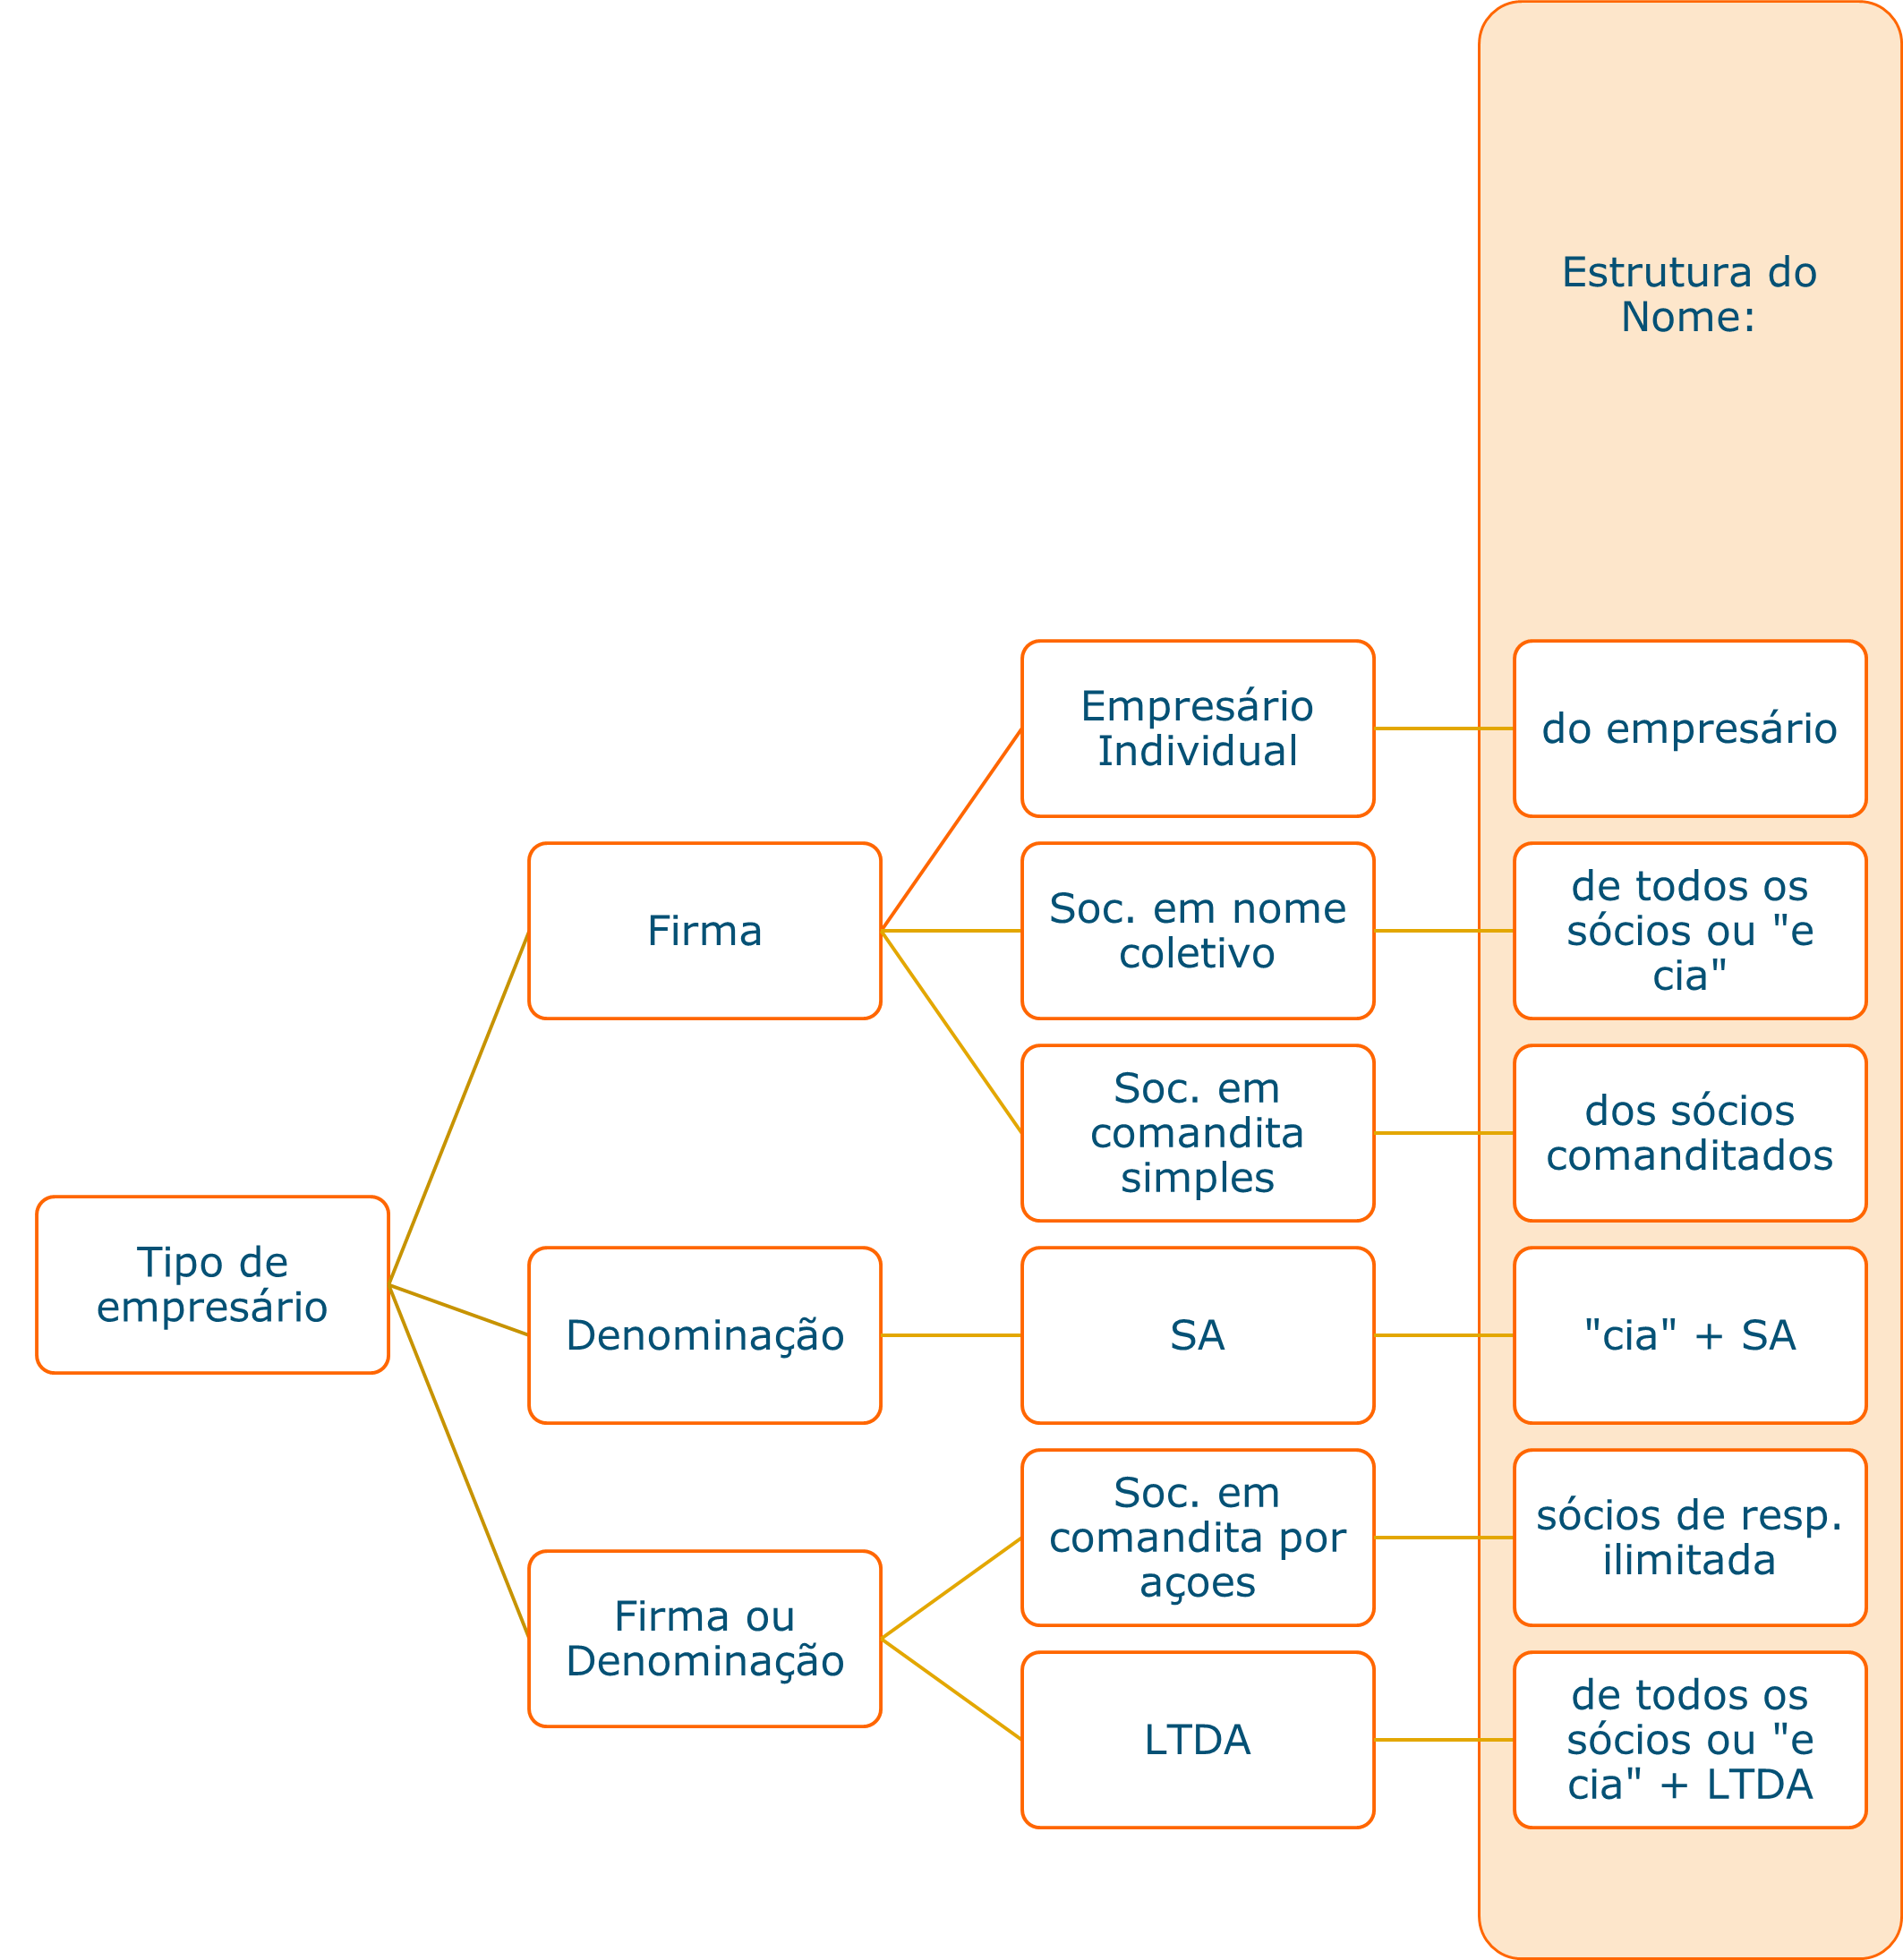 Estrutura do
Nome:
Tipo de
empresário
Firma
Empresário
Individual
do empresário
Soc. em nome
coletivo
de todos os
sócios ou "e
cia"
Soc. em
comandita
simples
dos sócios
comanditados
Denominação
SA
"cia" + SA
Firma ou
Denominação
Soc. em
comandita por
açoes
sócios de resp.
ilimitada
LTDA
de todos os
sócios ou "e
cia" + LTDA